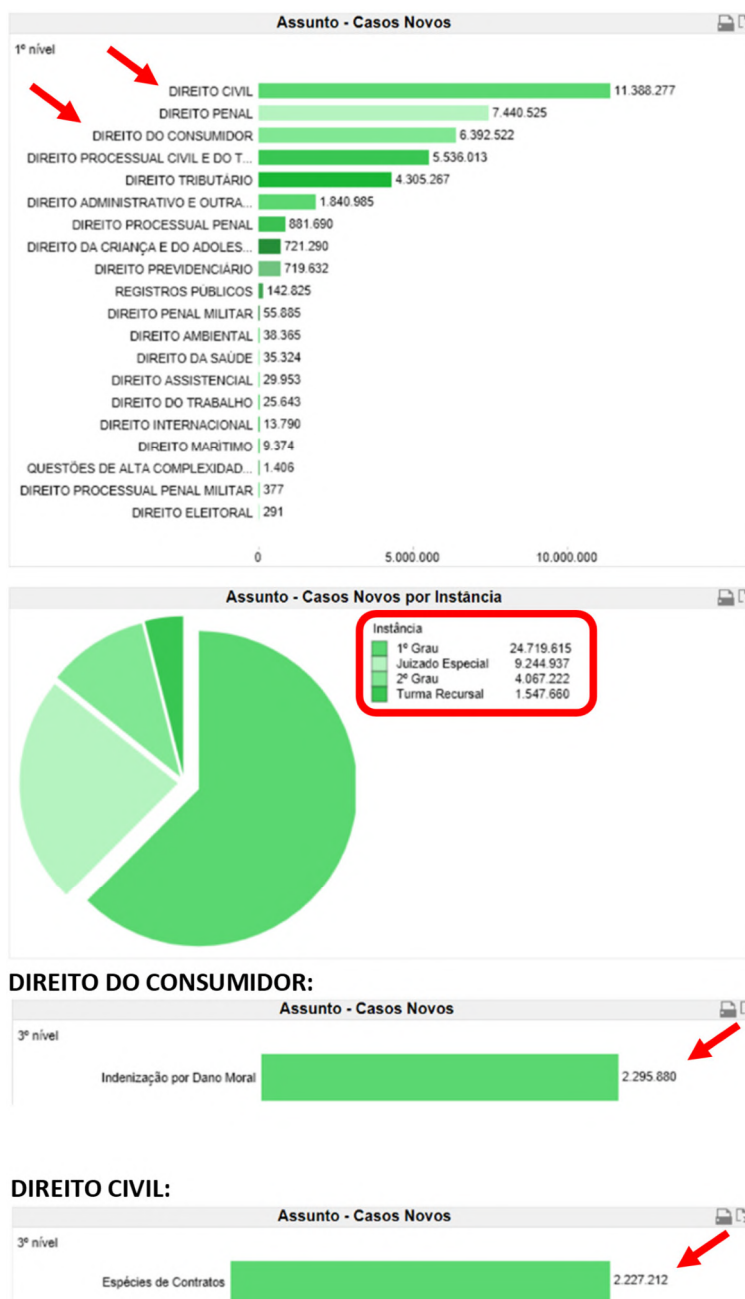 Assunto - Casos Novos
1º nível
DIREITO CIVIL 11.388.277
DIREITO PENAL 7.440.525
DIREITO DO CONSUMIDOR 6.392.522
DIREITO PROCESSUAL CIVIL E DO T... 5.536.013
DIREITO TRIBUTÁRIO 4.305.267
DIREITO ADMINISTRATIVO E OUTRA... 1.840.985
DIREITO PROCESSUAL PENAL 881.690
DIREITO DA CRIANÇA E DO ADOLES... 721.290
DIREITO PREVIDENCIÁRIO 719.632
REGISTROS PÚBLICOS 142.825
DIREITO PENAL MILITAR 55.885
DIREITO AMBIENTAL 38.365
DIREITO DA SAÚDE 35.324
DIREITO ASSISTENCIAL 29.953
DIREITO DO TRABALHO 25.643
DIREITO INTERNACIONAL 13.790
DIREITO MARÍTIMO 9.374
QUESTÕES DE ALTA COMPLEXIDAD... 1.406
DIREITO PROCESSUAL PENAL MILITAR 377
DIREITO ELEITORAL 291
0 5.000.000 10.000.000
Assunto - Casos Novos por Instância
Instância
1º Grau 24.719.615
Juizado Especial 9.244.937
2º Grau 4.067.222
Turma Recursal 1.547.660
DIREITO DO CONSUMIDOR:
Assunto - Casos Novos
3º nível
Indenização por Dano Moral 2.295.880
DIREITO CIVIL:
Assunto - Casos Novos
3º nível
Espécies de Contratos 2.227.212